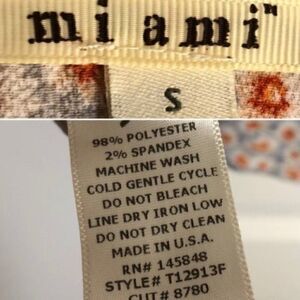 miami™
S
98% POLYESTER
2% SPANDEX
MACHINE WASH
COLD GENTLE CYCLE
DO NOT BLEACH
LINE DRY IRON LOW
DO NOT DRY CLEAN
MADE IN U.S.A.
RN# 145848
STYLE# T12913F
CUT# 8780